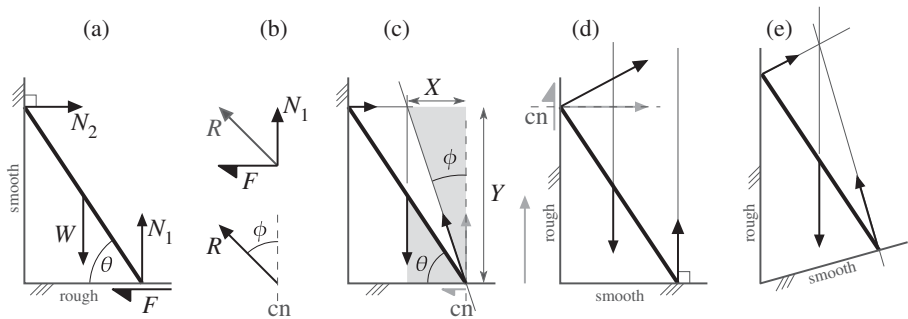 (a)
(b)
(c)
(d)
(e)
smooth
N₂
W
θ
N₁
rough
F
R
N₁
F
R
ϕ
cn
X
ϕ
Y
θ
cn
cn
rough
smooth
rough
smooth